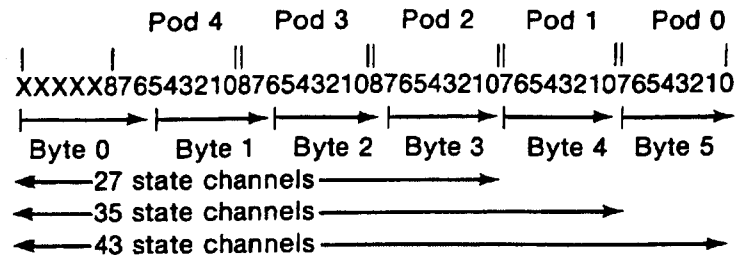 Pod 4 Pod 3 Pod 2 Pod 1 Pod 0
XXXXX8765432108765432108765432107654321076543210
Byte 0 Byte 1 Byte 2 Byte 3 Byte 4 Byte 5
27 state channels
35 state channels
43 state channels